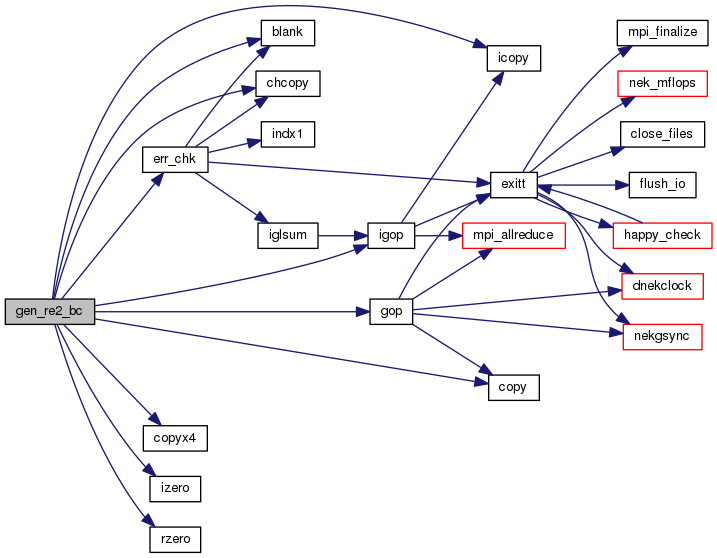 gen_re2_bc
err_chk
copyx4
izero
rzero
blank
chcopy
indx1
iglsum
igop
gop
icopy
exitt
mpi_allreduce
copy
mpi_finalize
nek_mflops
close_files
flush_io
happy_check
dnekclock
nekgsync